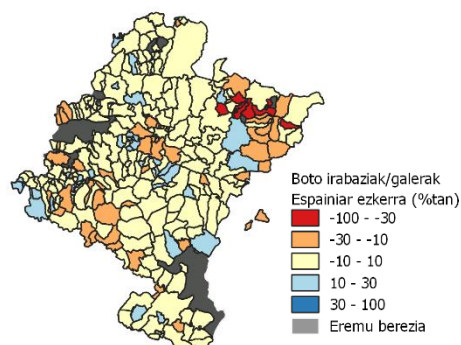 Boto irabaziak/galerak
Espainiar ezkerra (%tan)
-100 - -30
-30 - -10
-10 - 10
10 - 30
30 - 100
Eremu berezia